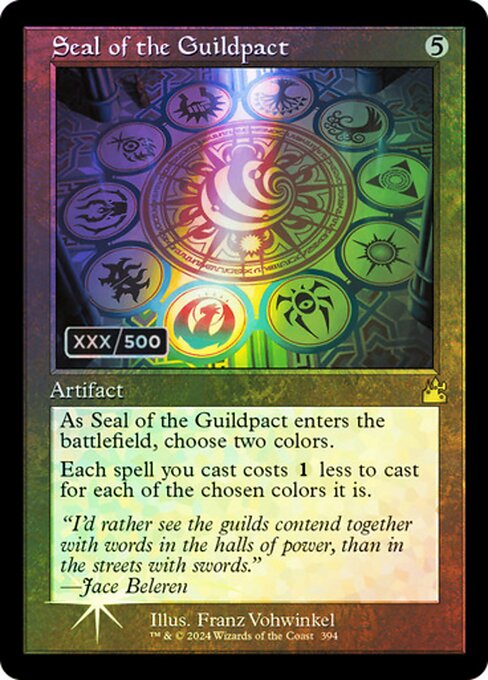 Seal of the Guildpact 5
XXX/500
Artifact
As Seal of the Guildpact enters the
battlefield, choose two colors.
Each spell you cast costs 1 less to cast
for each of the chosen colors it is.
“I’d rather see the guilds contend together
with words in the halls of power, than in
the streets with swords.”
—Jace Beleren
Illus. Franz Vohwinkel
™ & © 2024 Wizards of the Coast 394